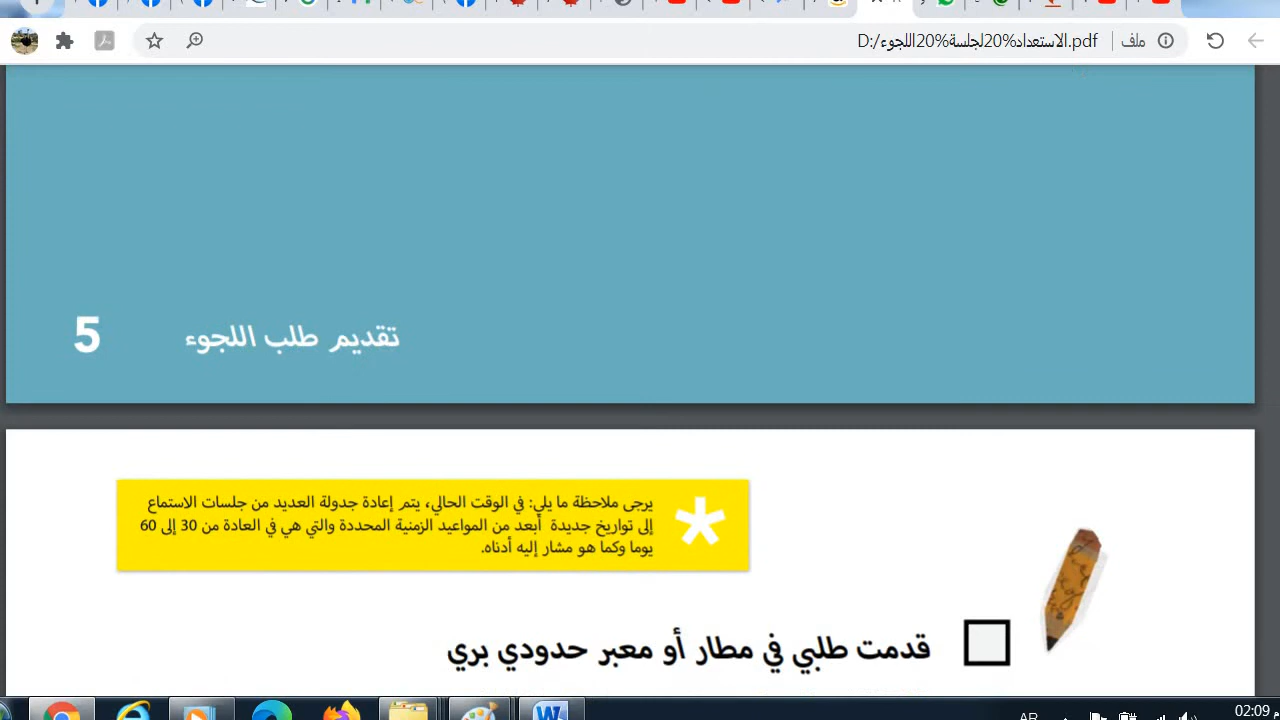 ملف | D:/الاستعداد%20لجلسة%20اللجوء.pdf
تقديم طلب اللجوء 5
يرجى ملاحظة ما يلي: في الوقت الحالي، يتم إعادة جدولة العديد من جلسات الاستماع
إلى تواريخ جديدة أبعد من المواعيد الزمنية المحددة والتي هي في العادة من 30 إلى 60
يوما وكما هو مشار إليه أدناه.
قدمت طلبي في مطار أو معبر حدودي بري
AR
02:09